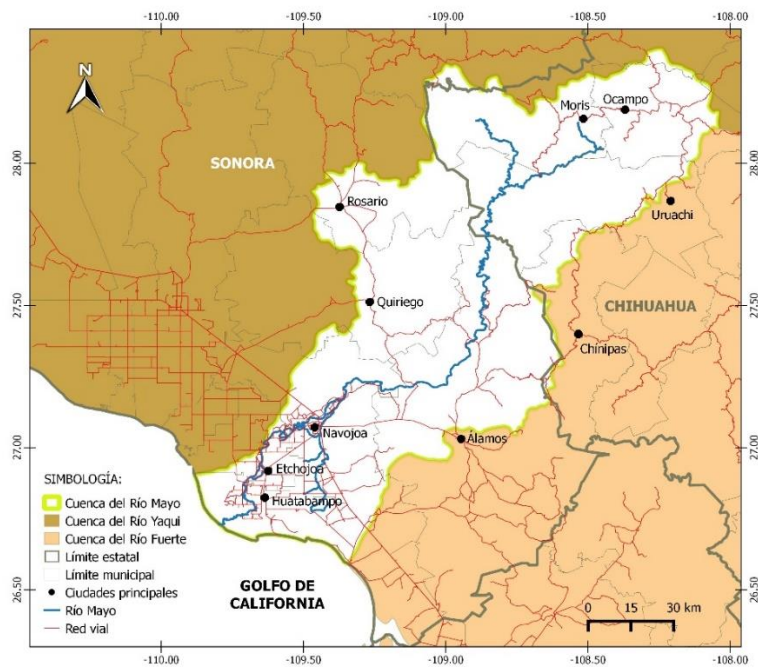 -110.00
-109.50
-109.00
-108.50
-108.00
N
Moris
Ocampo
28.00
SONORA
28.00
Rosario
Uruachi
27.50
Quiriego
CHIHUAHUA
27.50
Chínipas
27.00
Navojoa
Álamos
27.00
Etchojoa
Huatabampo
SIMBOLOGÍA:
Cuenca del Río Mayo
Cuenca del Río Yaqui
Cuenca del Río Fuerte
Límite estatal
Límite municipal
Ciudades principales
Río Mayo
Red vial
GOLFO DE
CALIFORNIA
26.50
26.50
0 15 30 km
-110.00
-109.50
-109.00
-108.50
-108.00